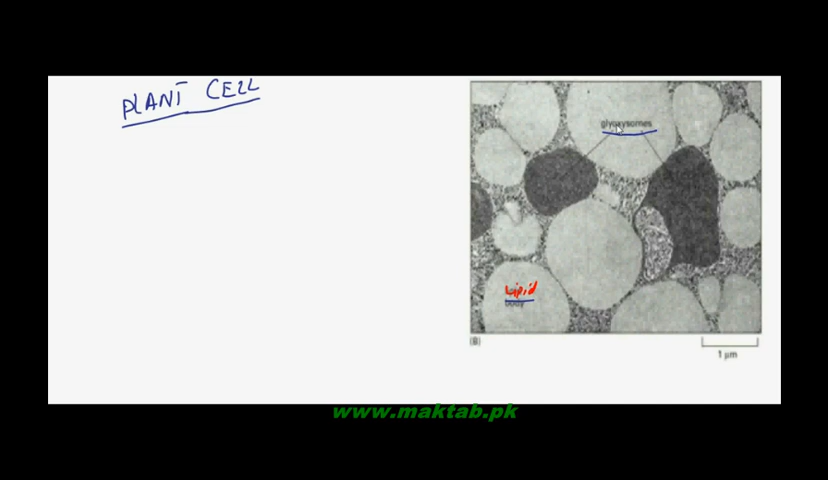 PLANT CELL
glyoxysomes
Lipid
body
(B)
1 µm
www.maktab.pk